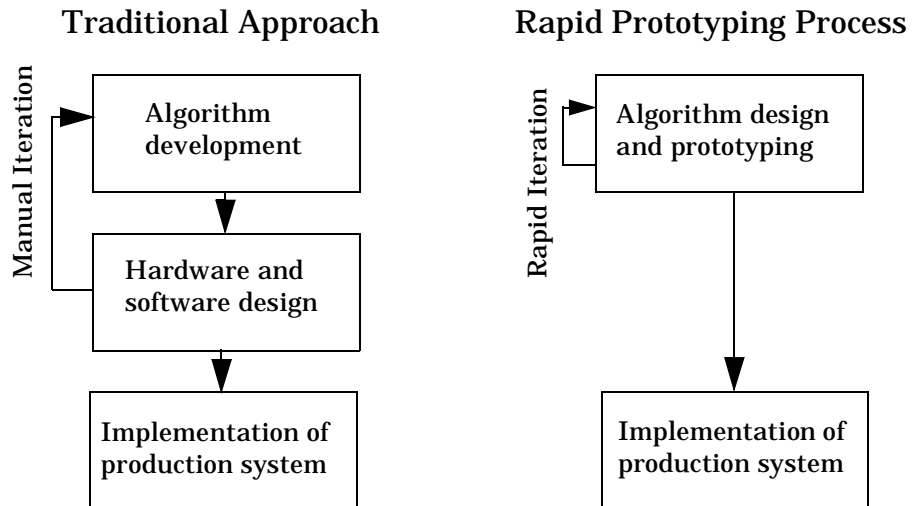 Traditional Approach
Manual Iteration
Algorithm
development
Hardware and
software design
Implementation of
production system
Rapid Prototyping Process
Rapid Iteration
Algorithm design
and prototyping
Implementation of
production system